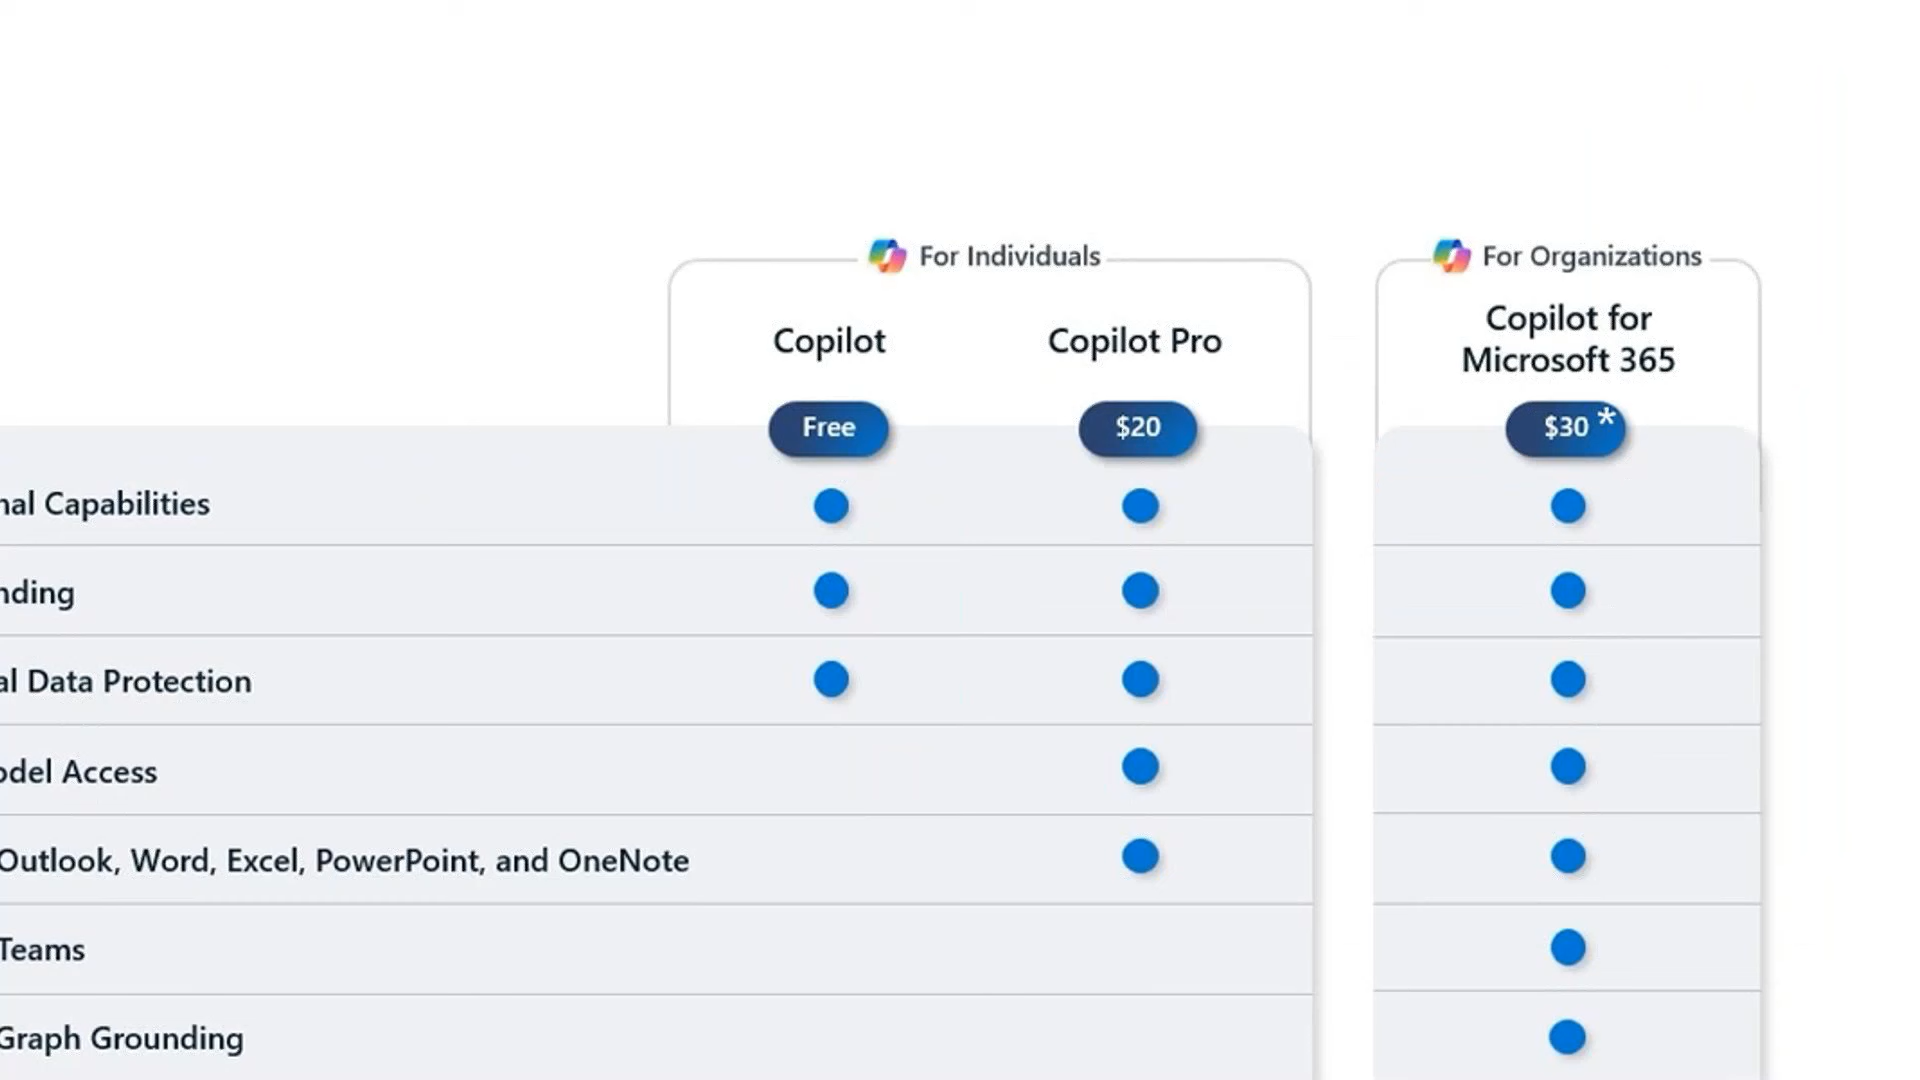 For Individuals
For Organizations
Copilot
Copilot Pro
Copilot for
Microsoft 365
Free
$20
$30 *
nal Capabilities
nding
al Data Protection
odel Access
Outlook, Word, Excel, PowerPoint, and OneNote
Teams
Graph Grounding